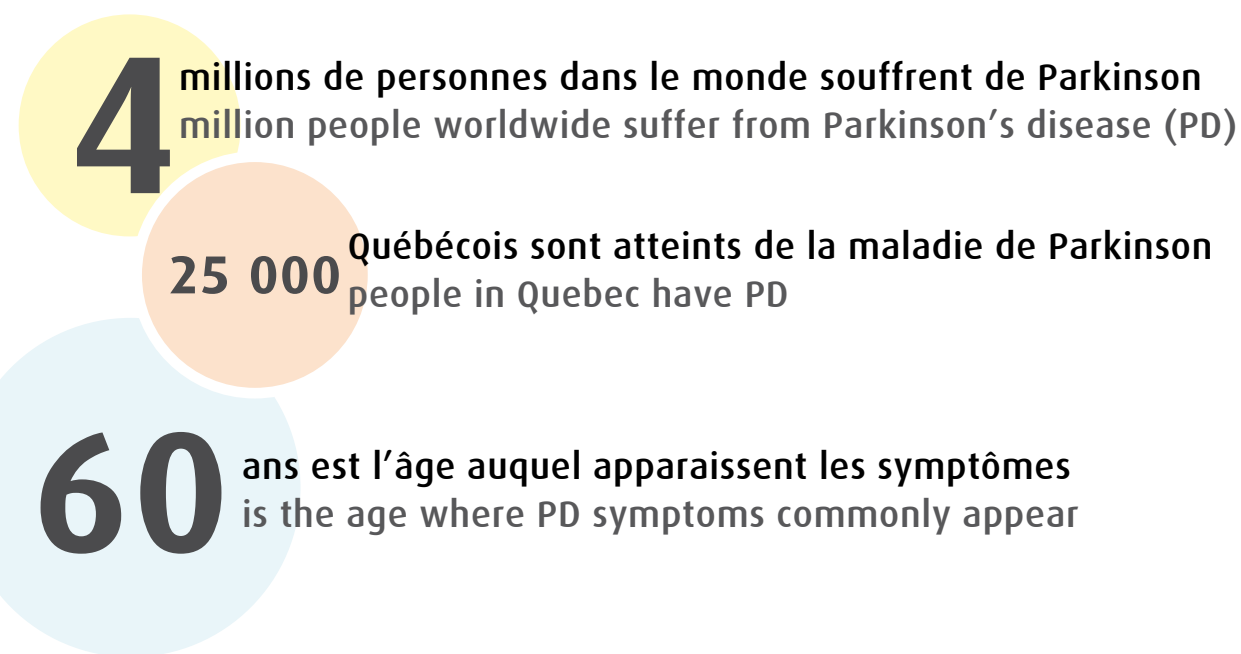 4
millions de personnes dans le monde souffrent de Parkinson
million people worldwide suffer from Parkinson’s disease (PD)
25 000
Québécois sont atteints de la maladie de Parkinson
people in Quebec have PD
60
ans est l’âge auquel apparaissent les symptômes
is the age where PD symptoms commonly appear